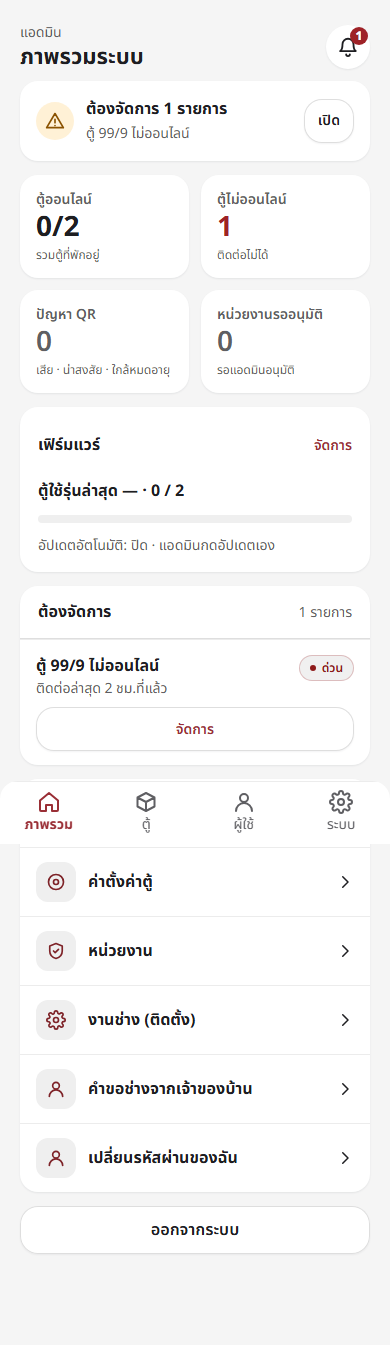 แอดมิน
ภาพรวมระบบ
1
ต้องจัดการ 1 รายการ
ตู้ 99/9 ไม่ออนไลน์
เปิด
ตู้ออนไลน์
0/2
รวมตู้ที่พักอยู่
ตู้ไม่ออนไลน์
1
ติดต่อไม่ได้
ปัญหา QR
0
เสีย · น่าสงสัย · ใกล้หมดอายุ
หน่วยงานรออนุมัติ
0
รอแอดมินอนุมัติ
เฟิร์มแวร์
จัดการ
ตู้ใช้รุ่นล่าสุด — · 0 / 2
อัปเดตอัตโนมัติ: ปิด · แอดมินกดอัปเดตเอง
ต้องจัดการ
1 รายการ
ตู้ 99/9 ไม่ออนไลน์
ด่วน
ติดต่อล่าสุด 2 ชม.ที่แล้ว
จัดการ
ภาพรวม
ตู้
ผู้ใช้
ระบบ
ค่าตั้งค่าตู้
หน่วยงาน
งานช่าง (ติดตั้ง)
คำขอช่างจากเจ้าของบ้าน
เปลี่ยนรหัสผ่านของฉัน
ออกจากระบบ